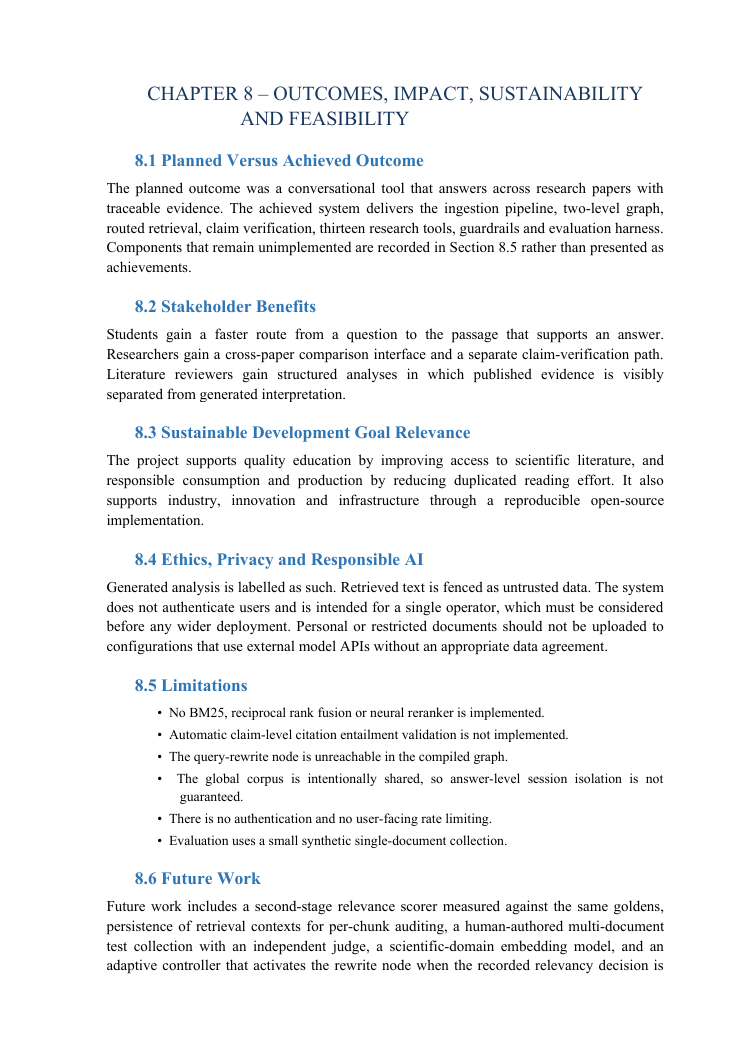 CHAPTER 8 – OUTCOMES, IMPACT, SUSTAINABILITY
AND FEASIBILITY
8.1 Planned Versus Achieved Outcome
The planned outcome was a conversational tool that answers across research papers with
traceable evidence. The achieved system delivers the ingestion pipeline, two-level graph,
routed retrieval, claim verification, thirteen research tools, guardrails and evaluation harness.
Components that remain unimplemented are recorded in Section 8.5 rather than presented as
achievements.
8.2 Stakeholder Benefits
Students gain a faster route from a question to the passage that supports an answer.
Researchers gain a cross-paper comparison interface and a separate claim-verification path.
Literature reviewers gain structured analyses in which published evidence is visibly
separated from generated interpretation.
8.3 Sustainable Development Goal Relevance
The project supports quality education by improving access to scientific literature, and
responsible consumption and production by reducing duplicated reading effort. It also
supports industry, innovation and infrastructure through a reproducible open-source
implementation.
8.4 Ethics, Privacy and Responsible AI
Generated analysis is labelled as such. Retrieved text is fenced as untrusted data. The system
does not authenticate users and is intended for a single operator, which must be considered
before any wider deployment. Personal or restricted documents should not be uploaded to
configurations that use external model APIs without an appropriate data agreement.
8.5 Limitations
• No BM25, reciprocal rank fusion or neural reranker is implemented.
• Automatic claim-level citation entailment validation is not implemented.
• The query-rewrite node is unreachable in the compiled graph.
• The global corpus is intentionally shared, so answer-level session isolation is not
guaranteed.
• There is no authentication and no user-facing rate limiting.
• Evaluation uses a small synthetic single-document collection.
8.6 Future Work
Future work includes a second-stage relevance scorer measured against the same goldens,
persistence of retrieval contexts for per-chunk auditing, a human-authored multi-document
test collection with an independent judge, a scientific-domain embedding model, and an
adaptive controller that activates the rewrite node when the recorded relevancy decision is